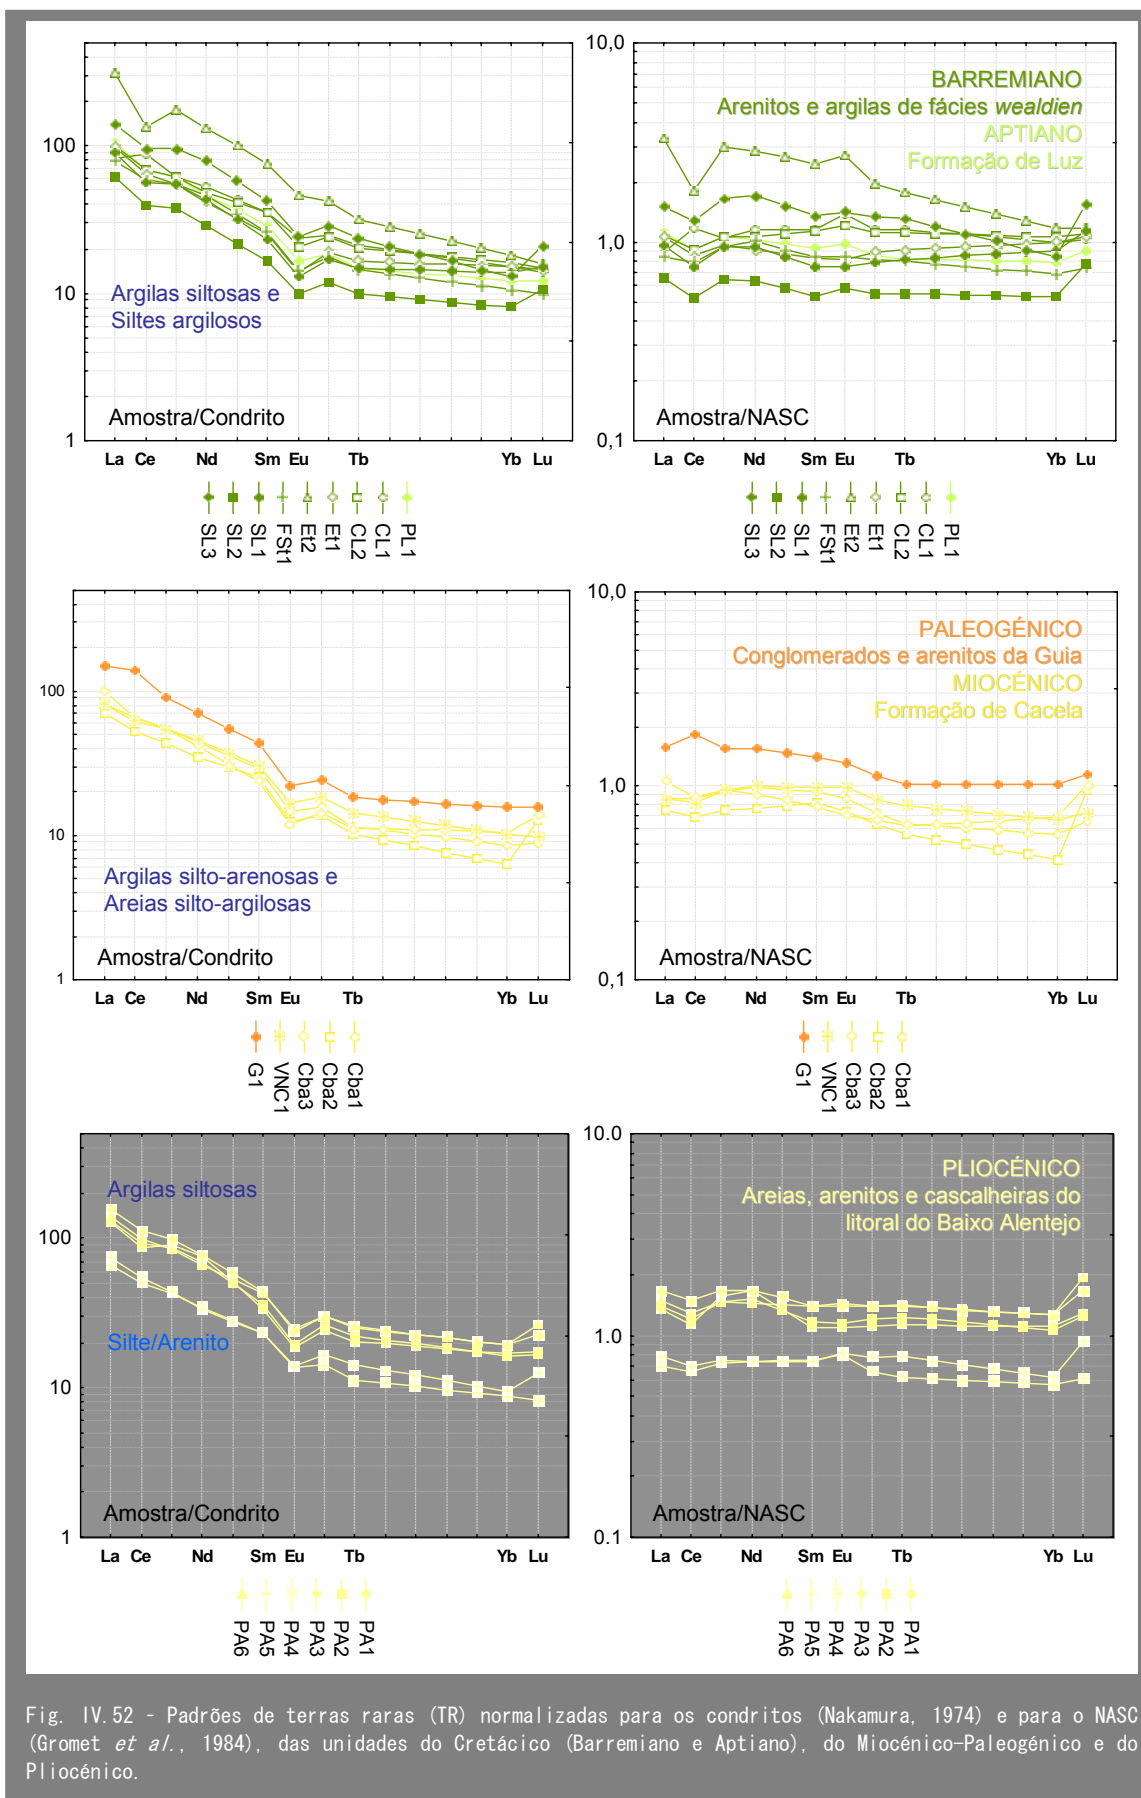 100
10
1
Argilas siltosas e
Siltes argilosos
Amostra/Condrito
La Ce Nd Sm Eu Tb Yb Lu
SL3 SL2 SL1 FSt1 Et2 Et1 CL2 CL1 PL1
10,0
1,0
0,1
BARREMIANO
Arenitos e argilas de fácies wealdien
APTIANO
Formação de Luz
Amostra/NASC
La Ce Nd Sm Eu Tb Yb Lu
SL3 SL2 SL1 FSt1 Et2 Et1 CL2 CL1 PL1
100
10
1
Argilas silto-arenosas e
Areias silto-argilosas
Amostra/Condrito
La Ce Nd Sm Eu Tb Yb Lu
G1 VNC1 Cba3 Cba2 Cba1
10,0
1,0
0,1
PALEOGÉNICO
Conglomerados e arenitos da Guia
MIOCÉNICO
Formação de Cacela
Amostra/NASC
La Ce Nd Sm Eu Tb Yb Lu
G1 VNC1 Cba3 Cba2 Cba1
100
10
1
Argilas siltosas
Silte/Arenito
Amostra/Condrito
La Ce Nd Sm Eu Tb Yb Lu
PA6 PA5 PA4 PA3 PA2 PA1
10.0
1.0
0.1
PLIOCÉNICO
Areias, arenitos e cascalheiras do
litoral do Baixo Alentejo
Amostra/NASC
La Ce Nd Sm Eu Tb Yb Lu
PA6 PA5 PA4 PA3 PA2 PA1
Fig. IV.52 - Padrões de terras raras (TR) normalizadas para os condritos (Nakamura, 1974) e para o NASC
(Gromet et al., 1984), das unidades do Cretácico (Barremiano e Aptiano), do Miocénico-Paleogénico e do
Pliocénico.